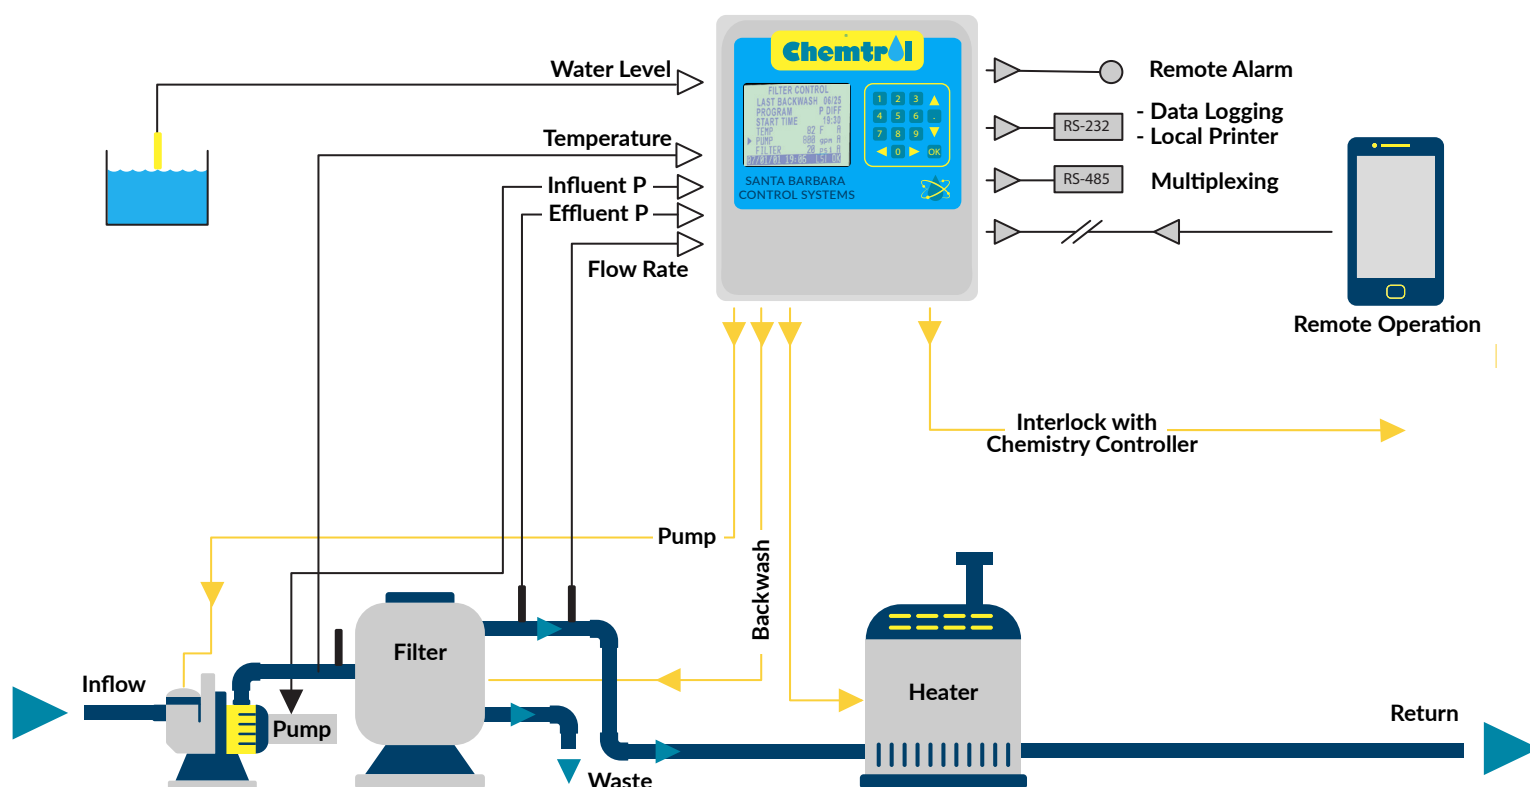 Chemtrol
FILTER CONTROL
LAST BACKWASH 06/25
PROGRAM P DIFF
START TIME 19:30
TEMP 82 F A
PUMP 800 gpm A
FILTER 20 psi A
1 2 3
4 5 6 .
7 8 9
0 OK
SANTA BARBARA
CONTROL SYSTEMS
Water Level
Temperature
Influent P
Effluent P
Flow Rate
Remote Alarm
RS-232
- Data Logging
- Local Printer
RS-485
Multiplexing
Remote Operation
Interlock with
Chemistry Controller
Pump
Backwash
Inflow
Pump
Filter
Waste
Heater
Return